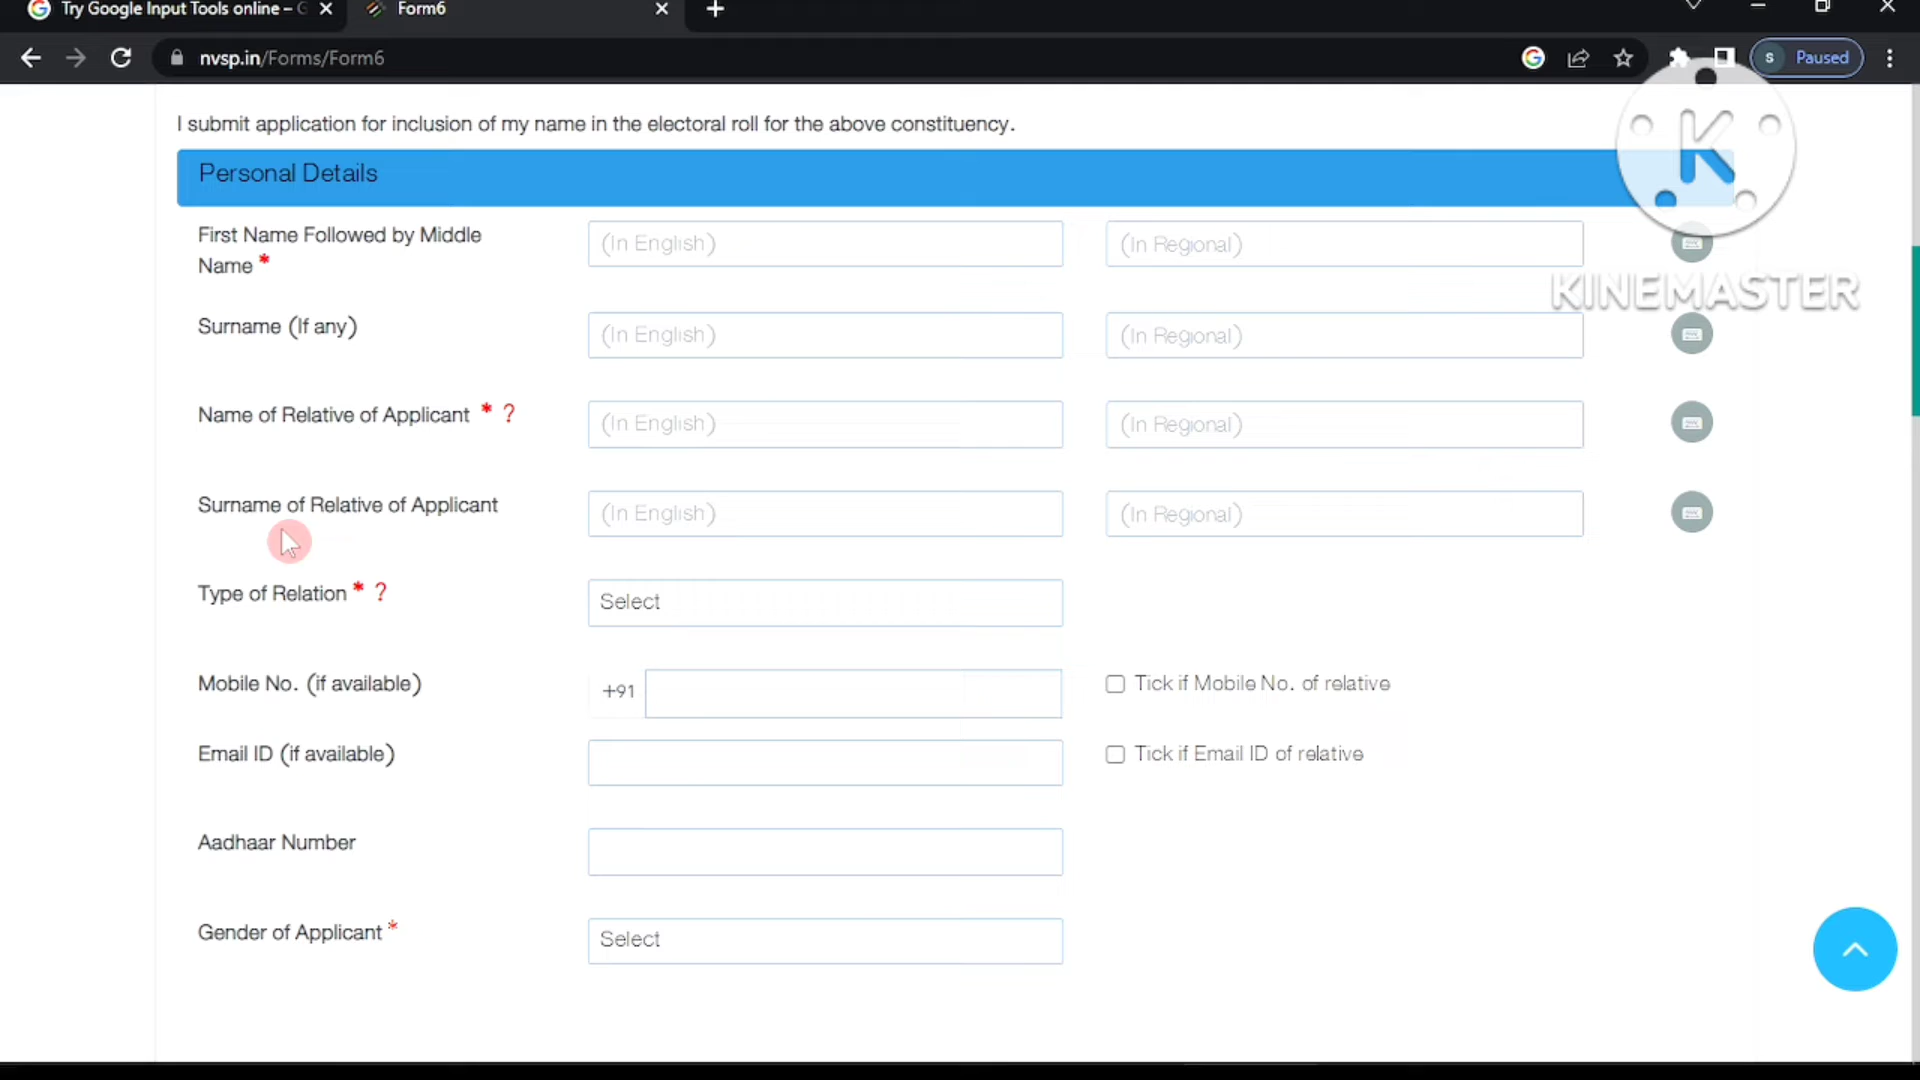 Try Google Input Tools online – G
Form6
nvsp.in/Forms/Form6
s Paused
I submit application for inclusion of my name in the electoral roll for the above constituency.
Personal Details
K
KINEMASTER
First Name Followed by Middle
Name *
(In English)
(In Regional)
Surname (If any)
(In English)
(In Regional)
Name of Relative of Applicant * ?
(In English)
(In Regional)
Surname of Relative of Applicant
(In English)
(In Regional)
Type of Relation * ?
Select
Mobile No. (if available)
+91
Tick if Mobile No. of relative
Email ID (if available)
Tick if Email ID of relative
Aadhaar Number
Gender of Applicant *
Select